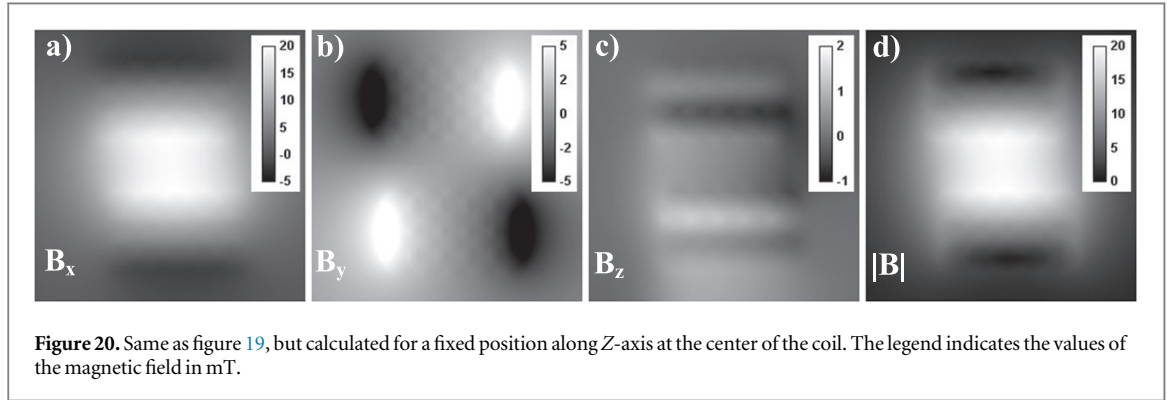 a)
20
15
10
5
-0
-5
Bx
b)
5
2
0
-2
-5
By
c)
2
1
0
-1
Bz
d)
20
15
10
5
0
|B|
Figure 20. Same as figure 19, but calculated for a fixed position along Z-axis at the center of the coil. The legend indicates the values of
the magnetic field in mT.